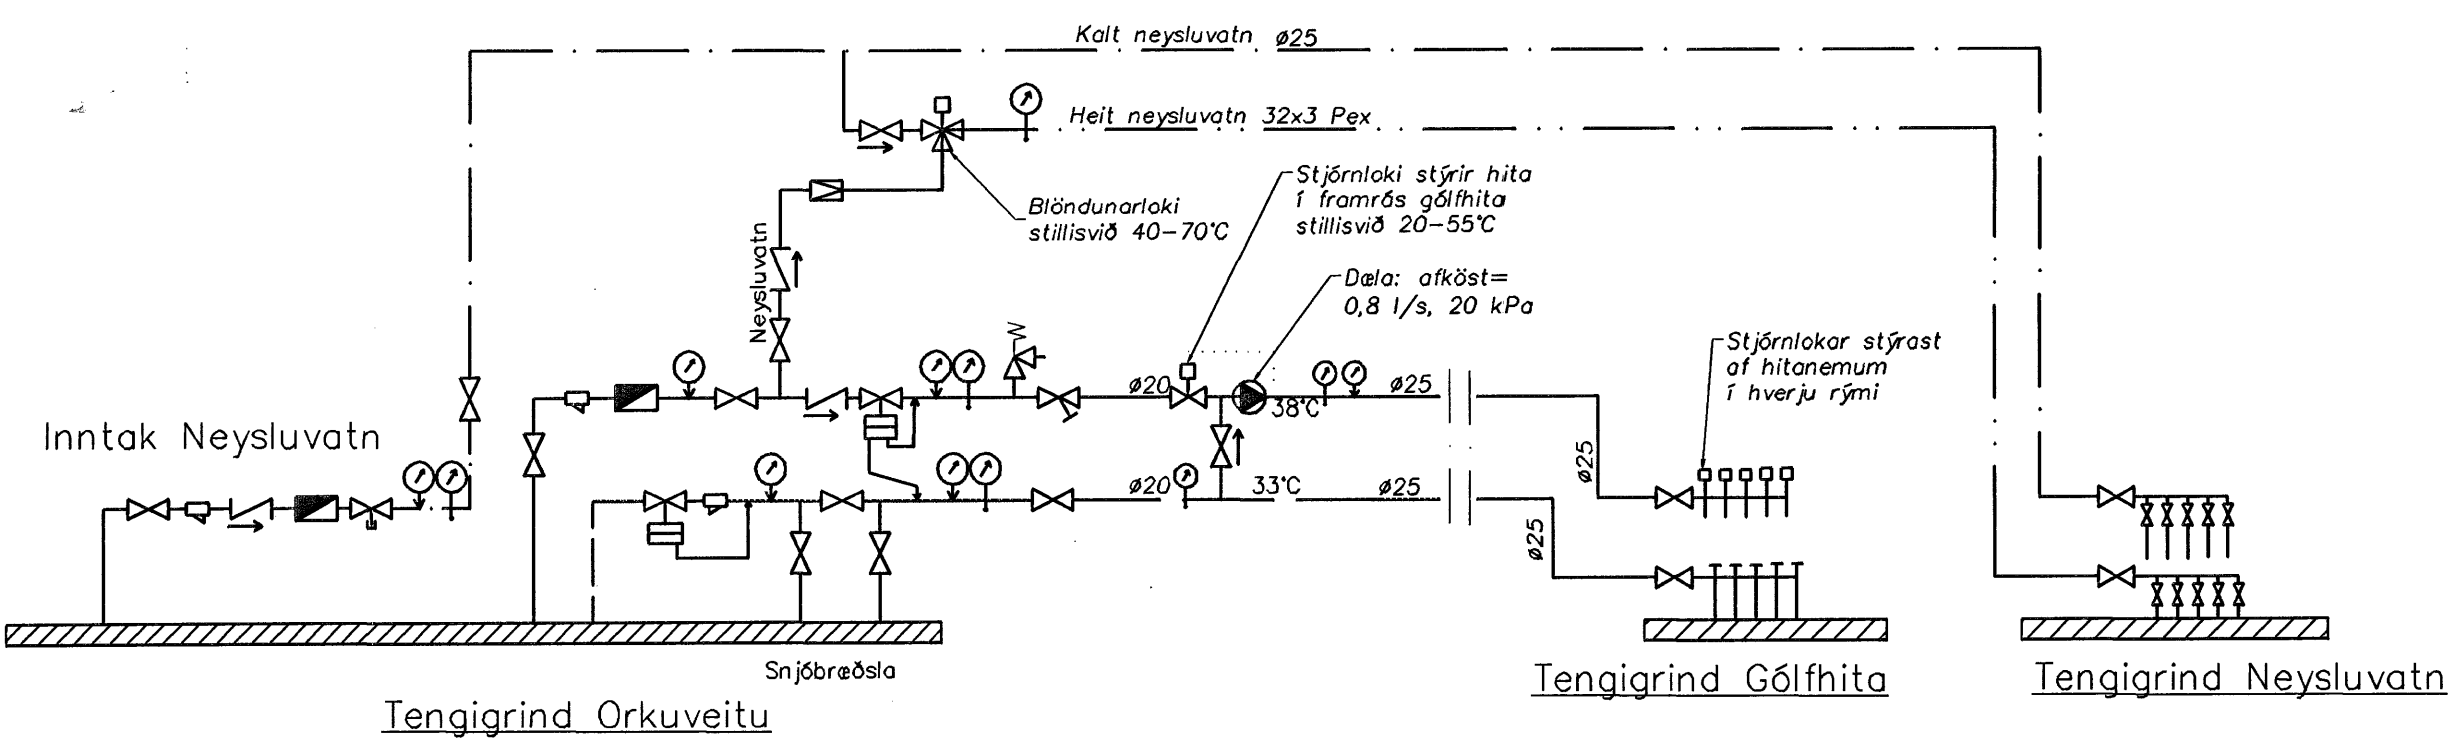 Kalt neysluvatn ø25
Heit neysluvatn 32x3 Pex
Stjórnloki stýrir hita
í framrás gólfhita
stillisvið 20-55°C
Blöndunarloki
stillisvið 40-70°C
Neysluvatn
Dæla: afköst=
0,8 l/s, 20 kPa
Stjórnlokar stýrast
af hitanemum
í hverju rými
ø20
38°C
ø25
Inntak Neysluvatn
ø25
ø20
33°C
ø25
ø25
Snjóbræðsla
Tengigrind Orkuveitu
Tengigrind Gólfhita
Tengigrind Neysluvatn